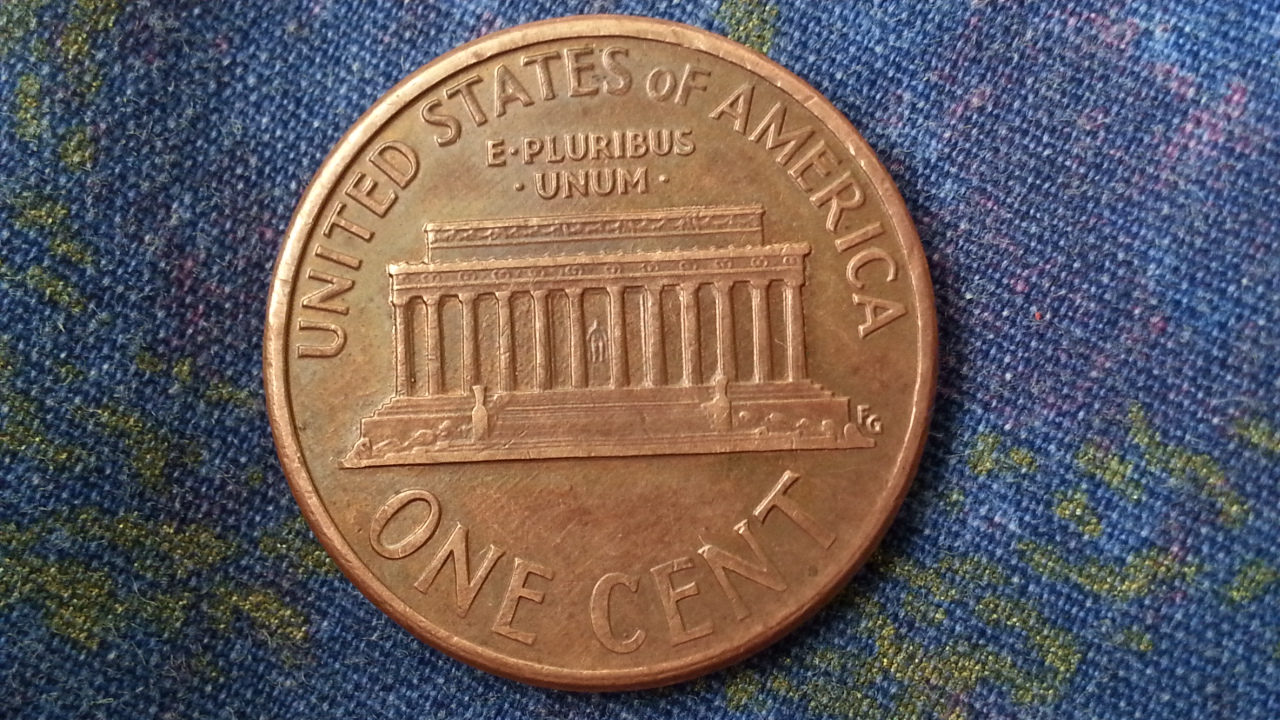 UNITED STATES OF AMERICA
E·PLURIBUS
·UNUM·
FG
ONE CENT